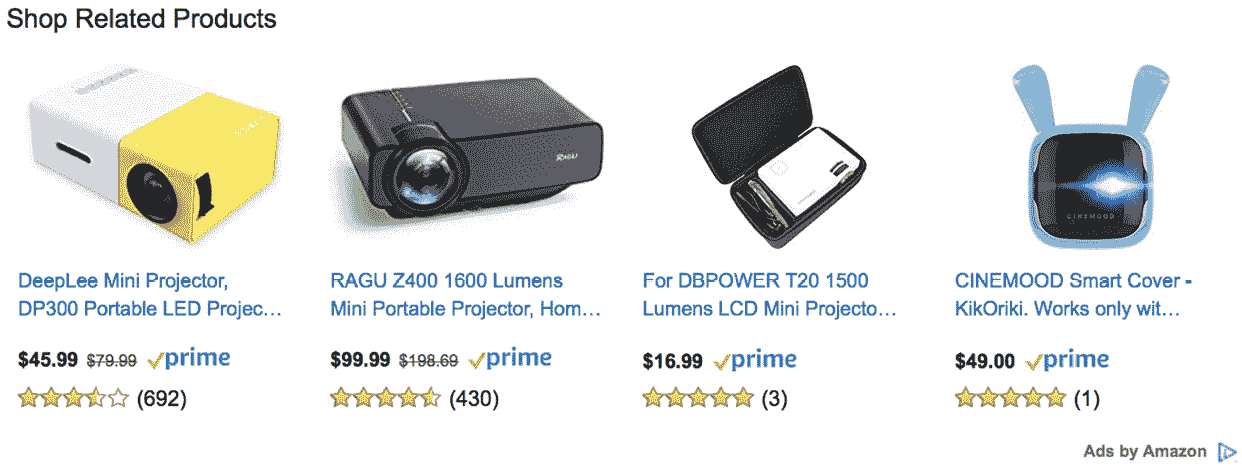 Shop Related Products
RAGU
CINEMOOD
DeepLee Mini Projector,
DP300 Portable LED Projec...
RAGU Z400 1600 Lumens
Mini Portable Projector, Hom...
For DBPOWER T20 1500
Lumens LCD Mini Projecto...
CINEMOOD Smart Cover -
KikOriki. Works only wit...
$45.99 $79.99 prime
$99.99 $198.69 prime
$16.99 prime
$49.00 prime
(692)
(430)
(3)
(1)
Ads by Amazon